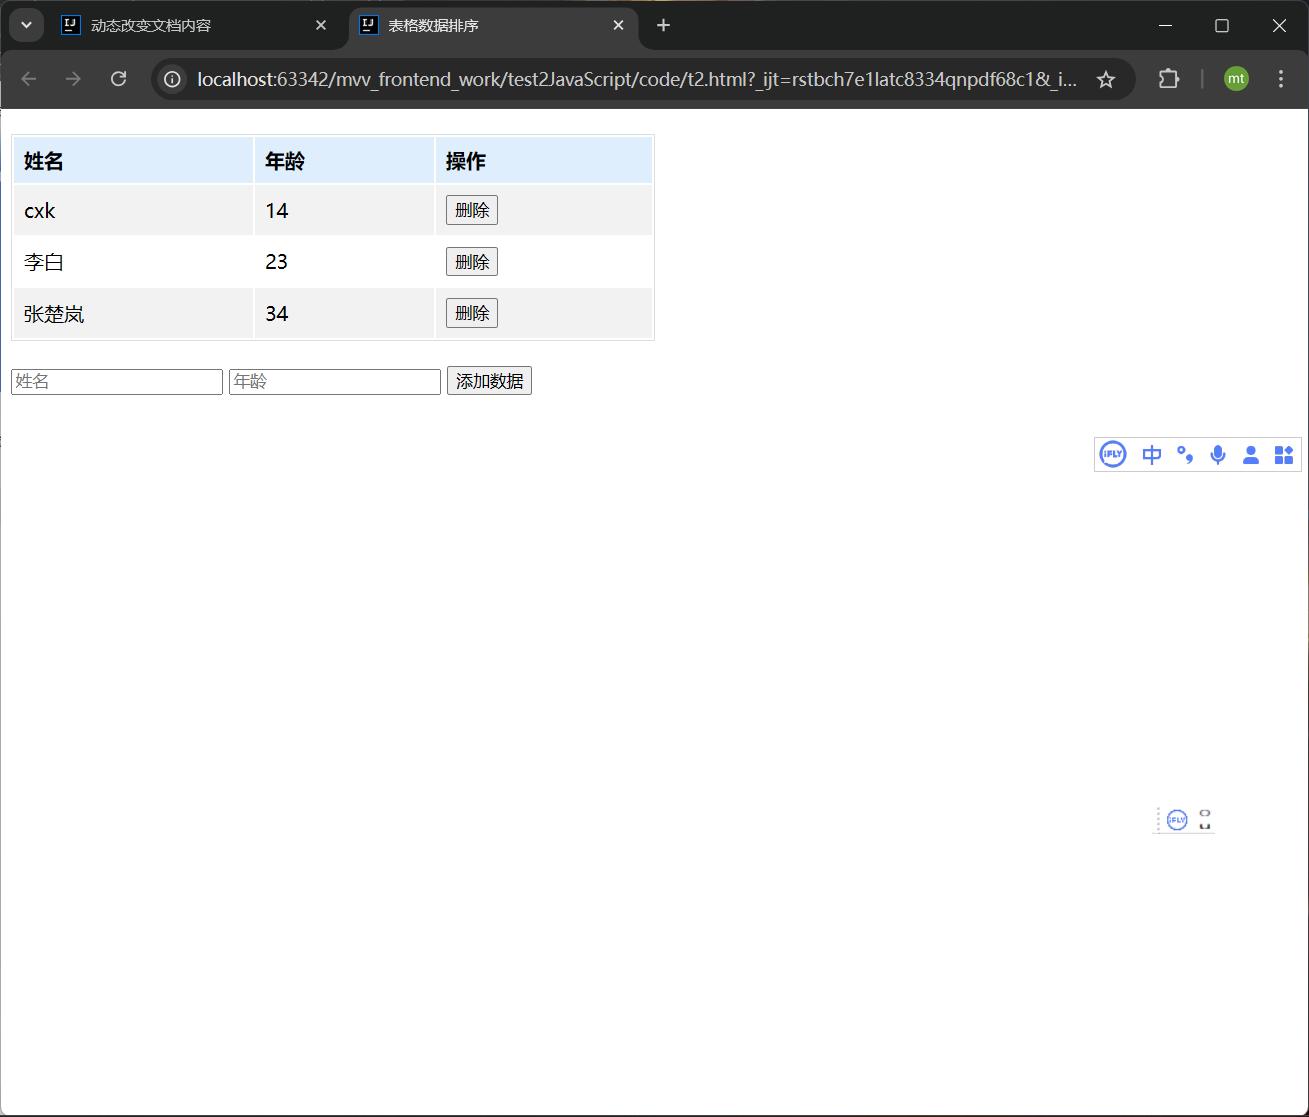 动态改变文档内容
表格数据排序
localhost:63342/mvv_frontend_work/test2JavaScript/code/t2.html?_ijt=rstbch7e1latc8334qnpdf68c1&_i...
mt
姓名 年龄 操作
cxk 14 删除
李白 23 删除
张楚岚 34 删除
姓名 年龄 添加数据
iFLY 中
iFLY